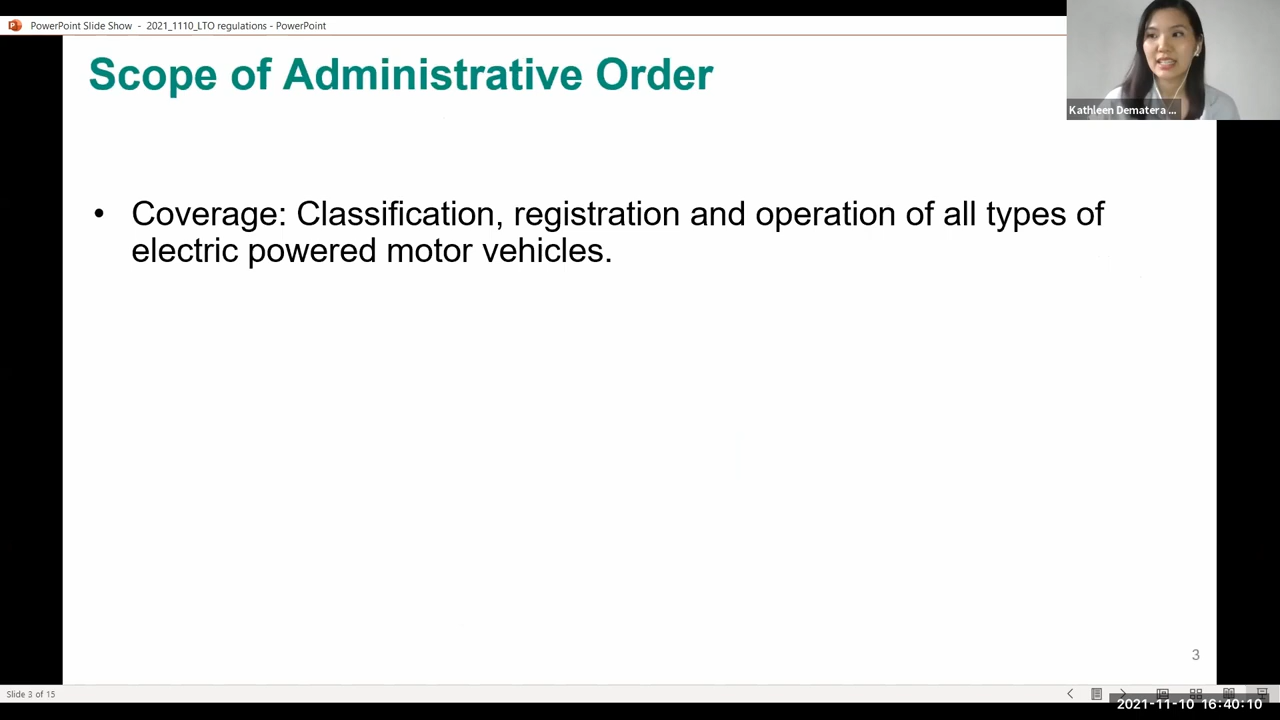 PowerPoint Slide Show - 2021_1110_LTO regulations - PowerPoint
Scope of Administrative Order
Kathleen Dematera ...
• Coverage: Classification, registration and operation of all types of
electric powered motor vehicles.
3
Slide 3 of 15
2021-11-10 16:40:10